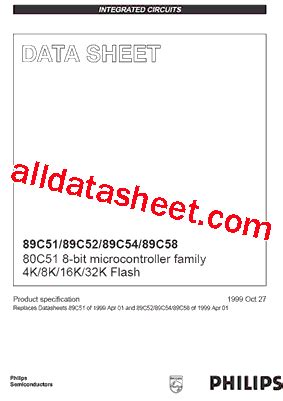 INTEGRATED CIRCUITS
DATA SHEET
alldatasheet.com
89C51/89C52/89C54/89C58
80C51 8-bit microcontroller family
4K/8K/16K/32K Flash
Product specification 1999 Oct 27
Replaces Datasheets 89C51 of 1999 Apr 01 and 89C52/89C54/89C58 of 1999 Apr 01
Philips
Semiconductors
PHILIPS